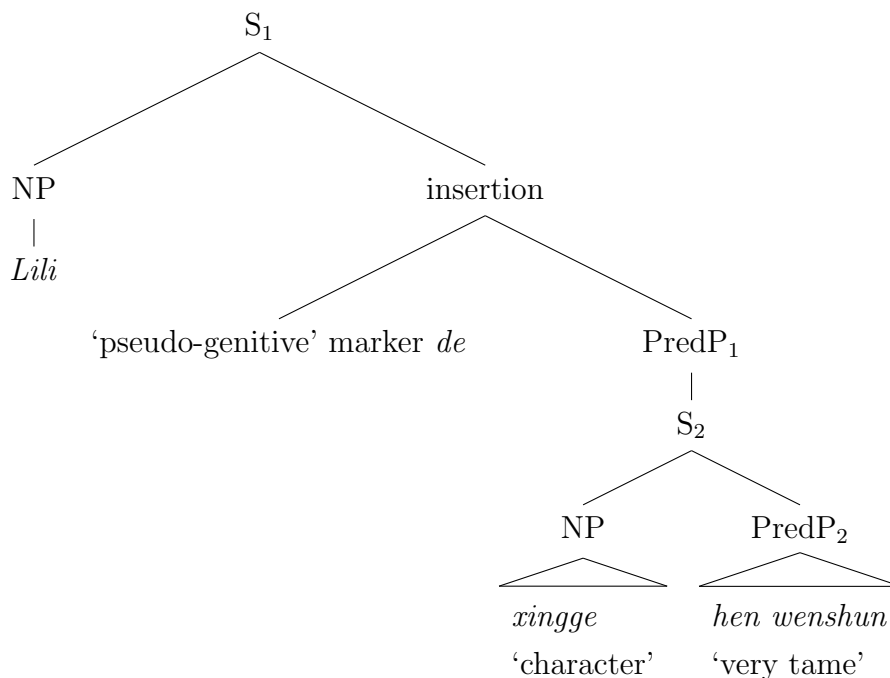 S₁
NP insertion
Lili
‘pseudo-genitive’ marker de PredP₁
S₂
NP PredP₂
xingge hen wenshun
‘character’ ‘very tame’